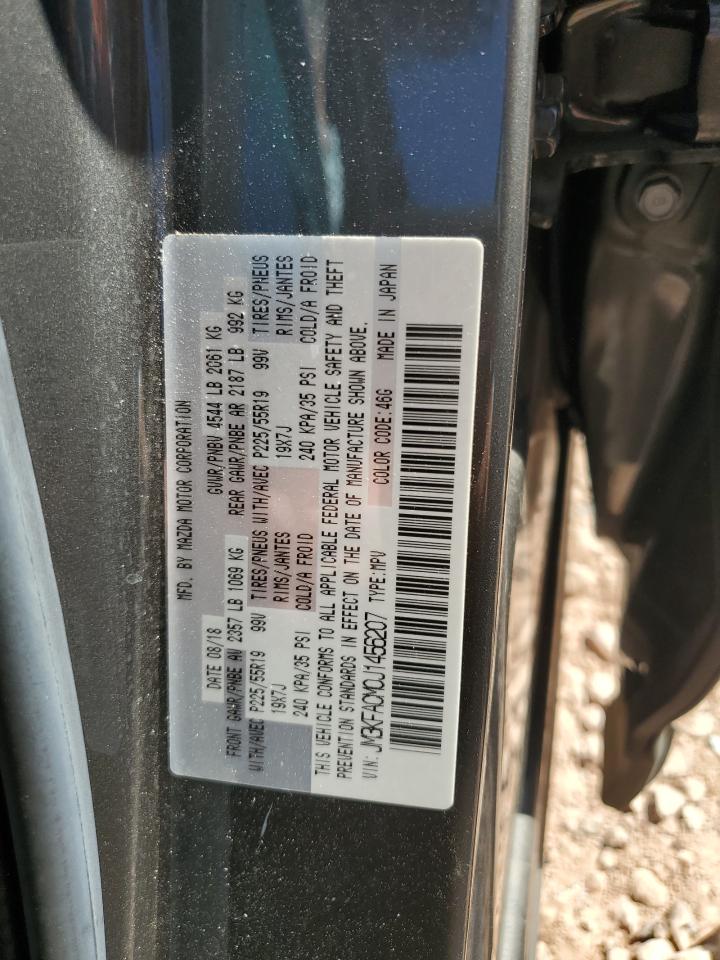 MFD. BY MAZDA MOTOR CORPORATION
DATE 08/18 GVWR/PNBV 4544 LB 2061 KG
FRONT GAWR/PNBE AV 2357 LB 1069 KG REAR GAWR/PNBE AR 2187 LB 992 KG
WITH/AVEC P225/55R19 99V TIRES/PNEUS WITH/AVEC P225/55R19 99V TIRES/PNEUS
19X7J RIMS/JANTES 19X7J RIMS/JANTES
240 KPA/35 PSI COLD/A FROID 240 KPA/35 PSI COLD/A FROID
THIS VEHICLE CONFORMS TO ALL APPLICABLE FEDERAL MOTOR VEHICLE SAFETY AND THEFT
PREVENTION STANDARDS IN EFFECT ON THE DATE OF MANUFACTURE SHOWN ABOVE.
VIN: JM3KFACM0J1456207 TYPE:MPV COLOR CODE:46G MADE IN JAPAN